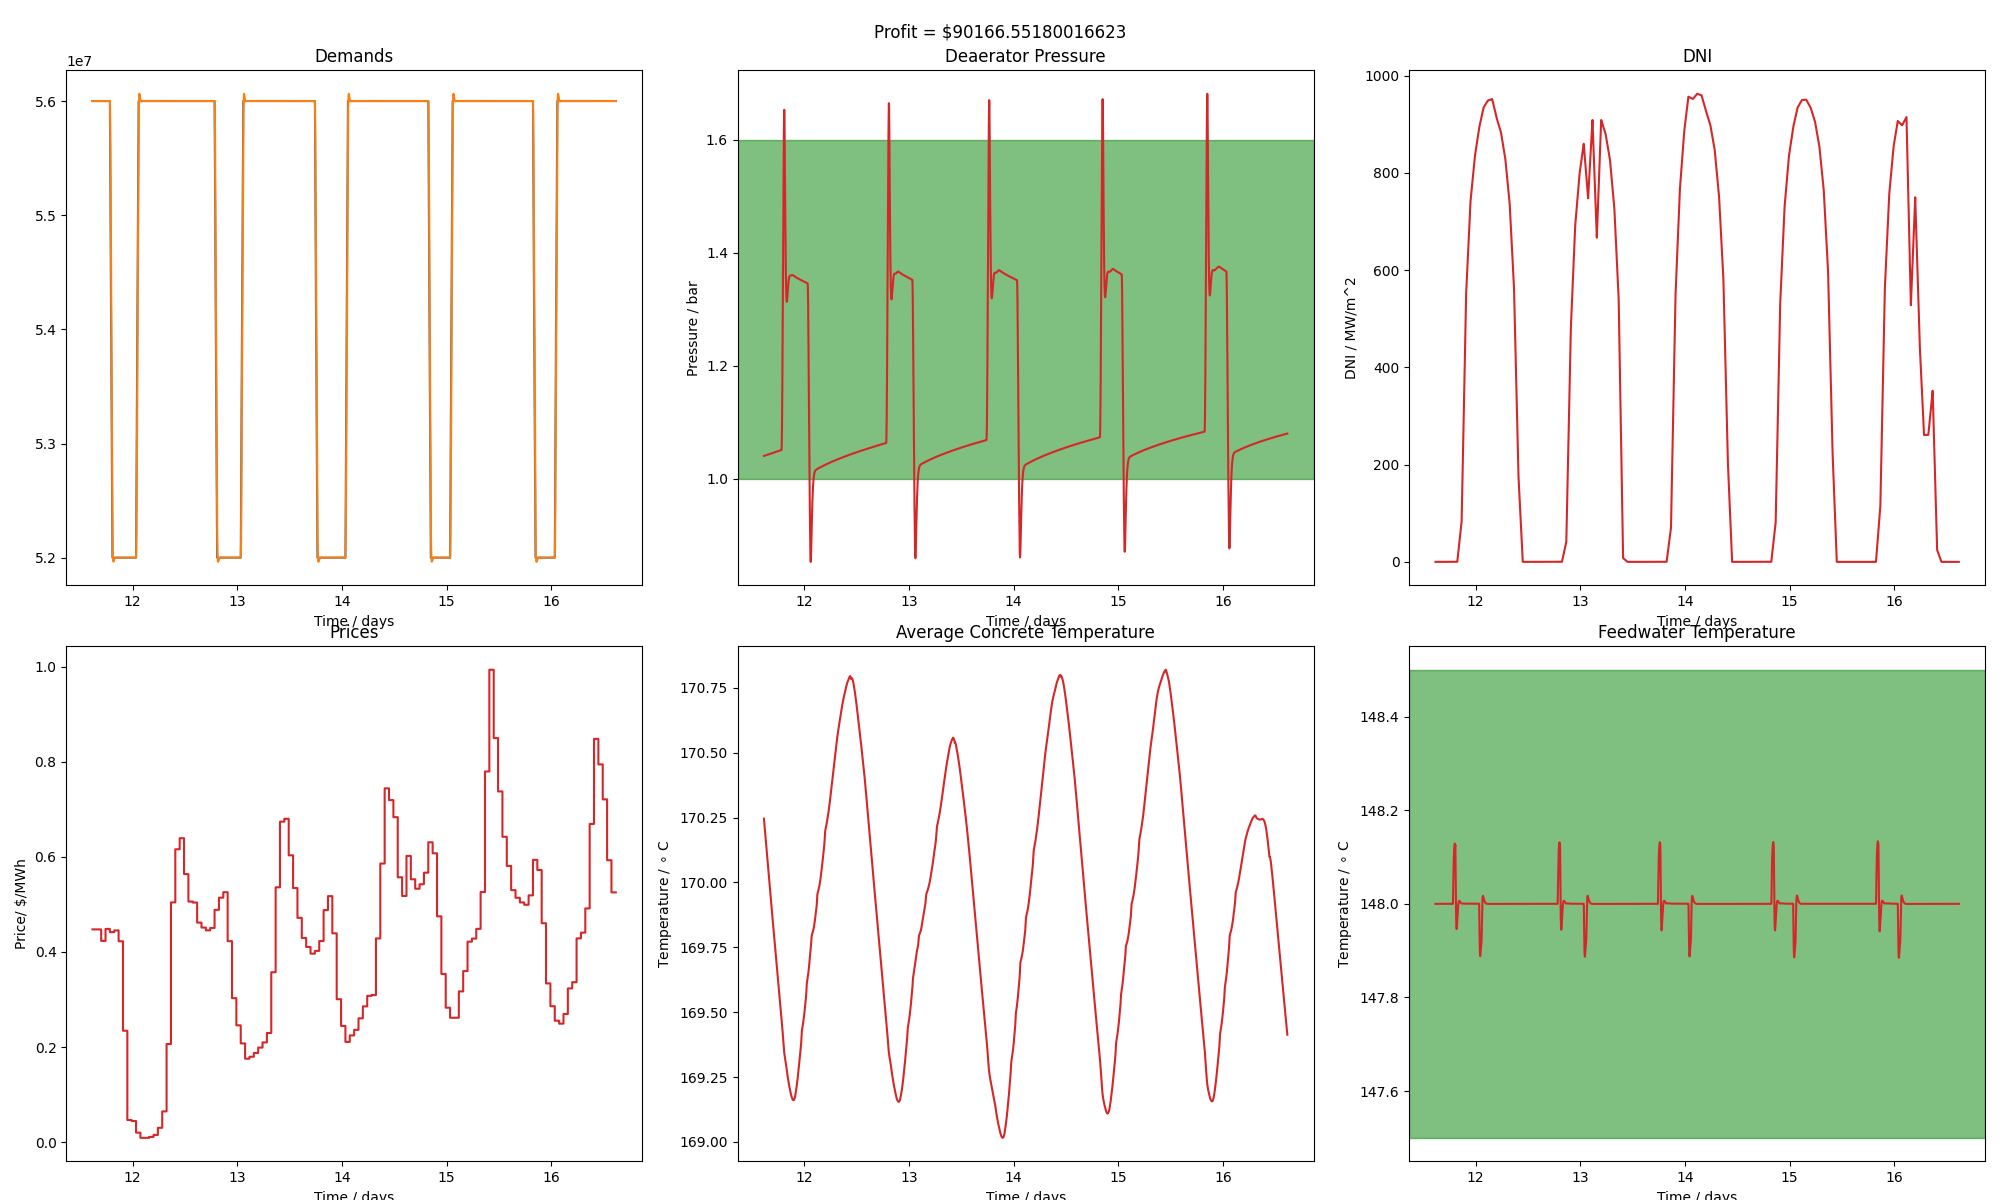 Profit = $90166.55180016623
Demands
1e7
5.6
5.5
5.4
5.3
5.2
12 13 14 15 16
Time / days
Deaerator Pressure
Pressure / bar
1.6
1.4
1.2
1.0
12 13 14 15 16
Time / days
DNI
DNI / MW/m^2
1000
800
600
400
200
0
12 13 14 15 16
Time / days
Prices
Price/ $/MWh
1.0
0.8
0.6
0.4
0.2
0.0
12 13 14 15 16
Time / days
Average Concrete Temperature
Temperature / ∘ C
170.75
170.50
170.25
170.00
169.75
169.50
169.25
169.00
12 13 14 15 16
Time / days
Feedwater Temperature
Temperature / ∘ C
148.4
148.2
148.0
147.8
147.6
12 13 14 15 16
Time / days